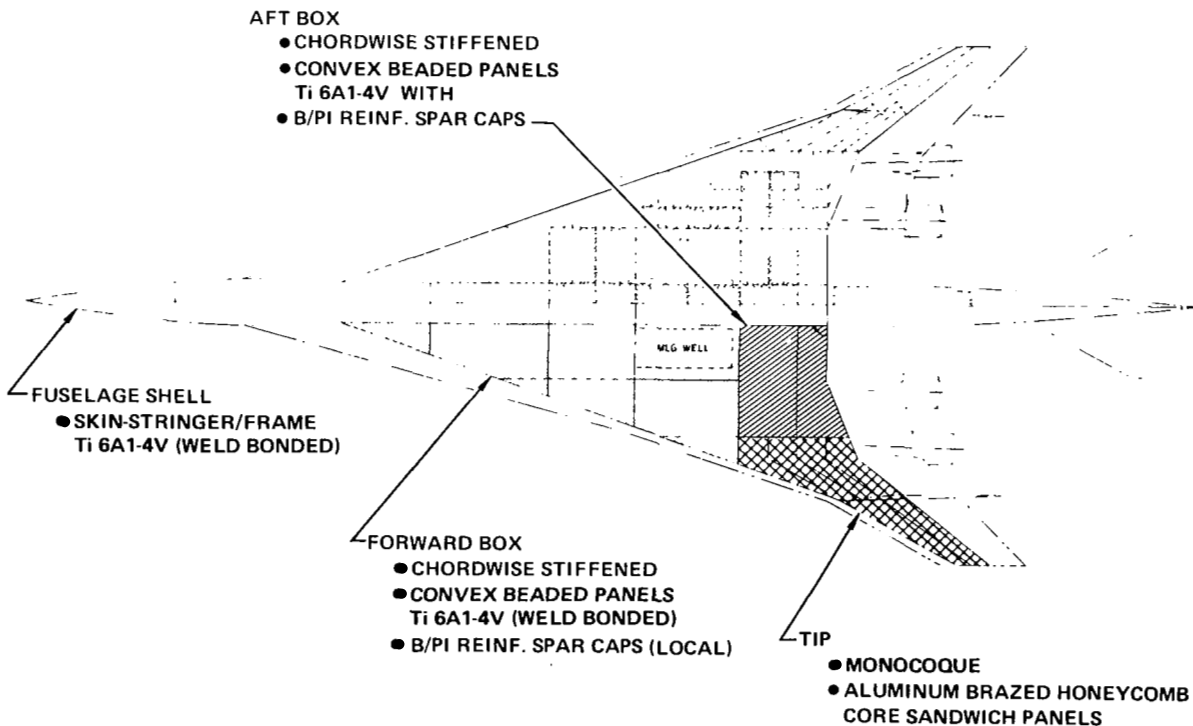 AFT BOX
● CHORDWISE STIFFENED
● CONVEX BEADED PANELS
Ti 6A1-4V WITH
● B/PI REINF. SPAR CAPS
MLG WELL
FUSELAGE SHELL
● SKIN-STRINGER/FRAME
Ti 6A1-4V (WELD BONDED)
FORWARD BOX
● CHORDWISE STIFFENED
● CONVEX BEADED PANELS
Ti 6A1-4V (WELD BONDED)
● B/PI REINF. SPAR CAPS (LOCAL)
TIP
● MONOCOQUE
● ALUMINUM BRAZED HONEYCOMB
CORE SANDWICH PANELS